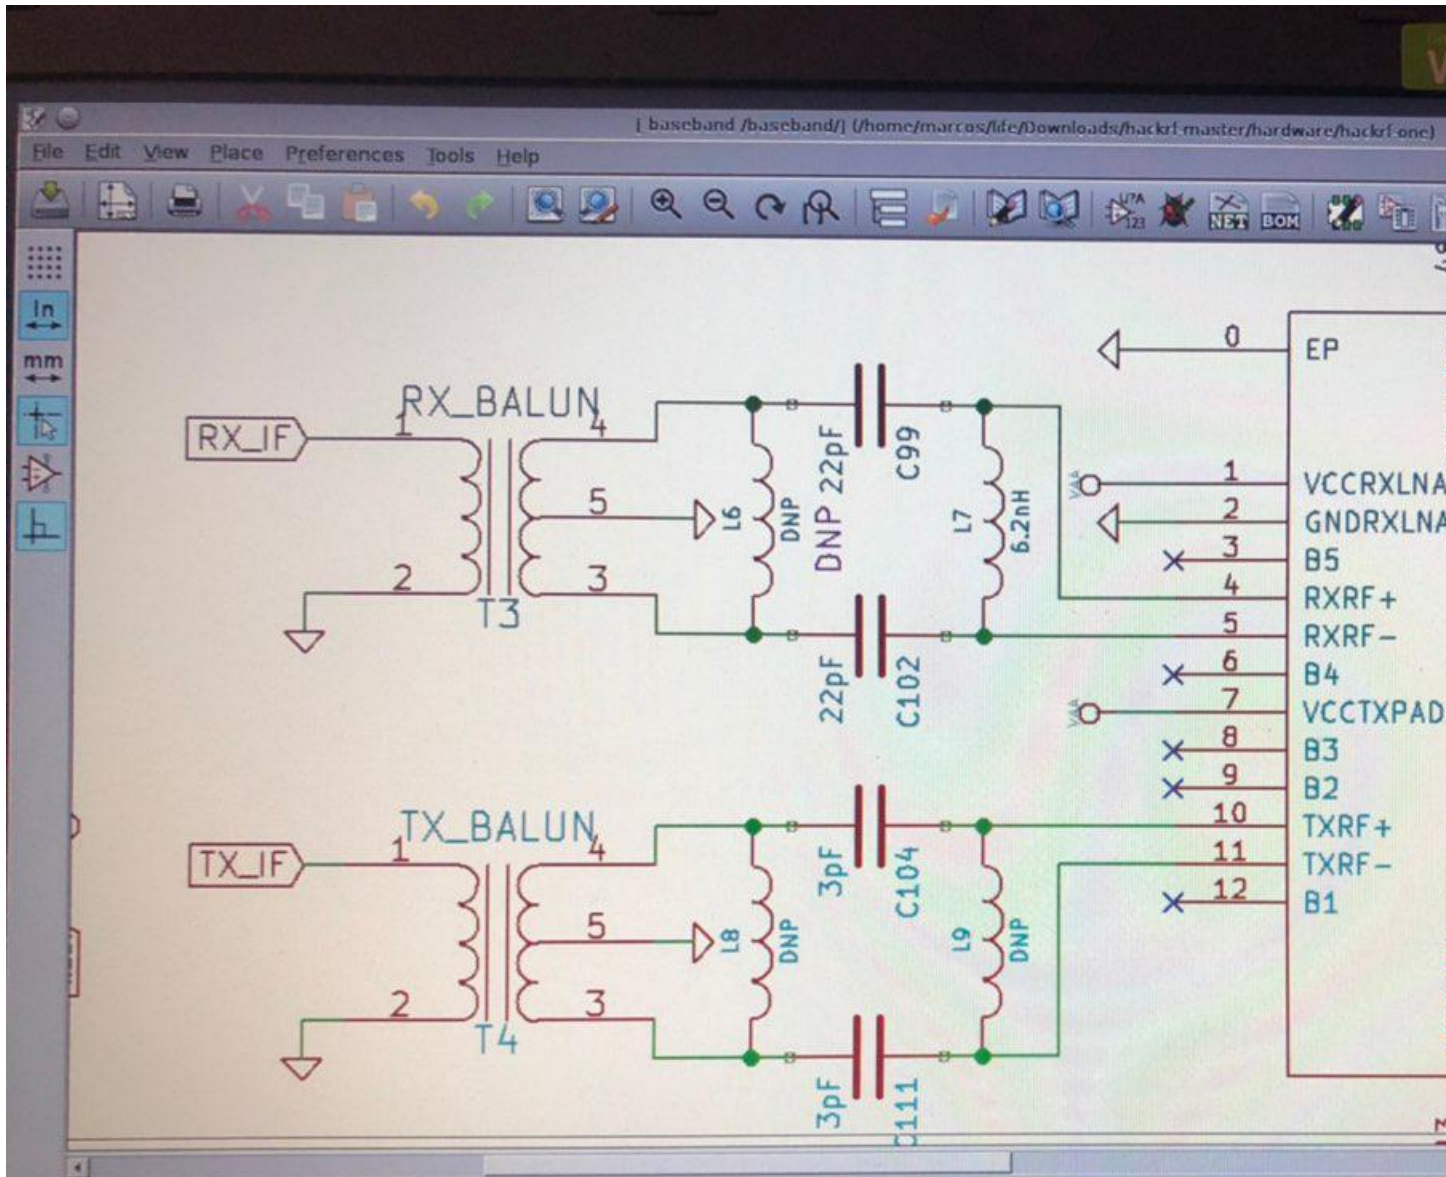 [ baseband /baseband/] (/home/marcos/life/Downloads/hackrf-master/hardware/hackrf-one)
File Edit View Place Preferences Tools Help
U?A
123
NET
BOM
In
mm
RX_BALUN
RX_IF
1
4
5
2
3
T3
L6
DNP
DNP
22pF
C99
L7
6.2nH
22pF
C102
0 EP
1 VCCRXLNA
2 GNDRXLNA
3 B5
4 RXRF+
5 RXRF-
6 B4
7 VCCTXPAD
8 B3
9 B2
10 TXRF+
11 TXRF-
12 B1
VAA
VAA
TX_BALUN
TX_IF
1
4
5
2
3
T4
L8
DNP
3pF
C104
L9
DNP
3pF
C111